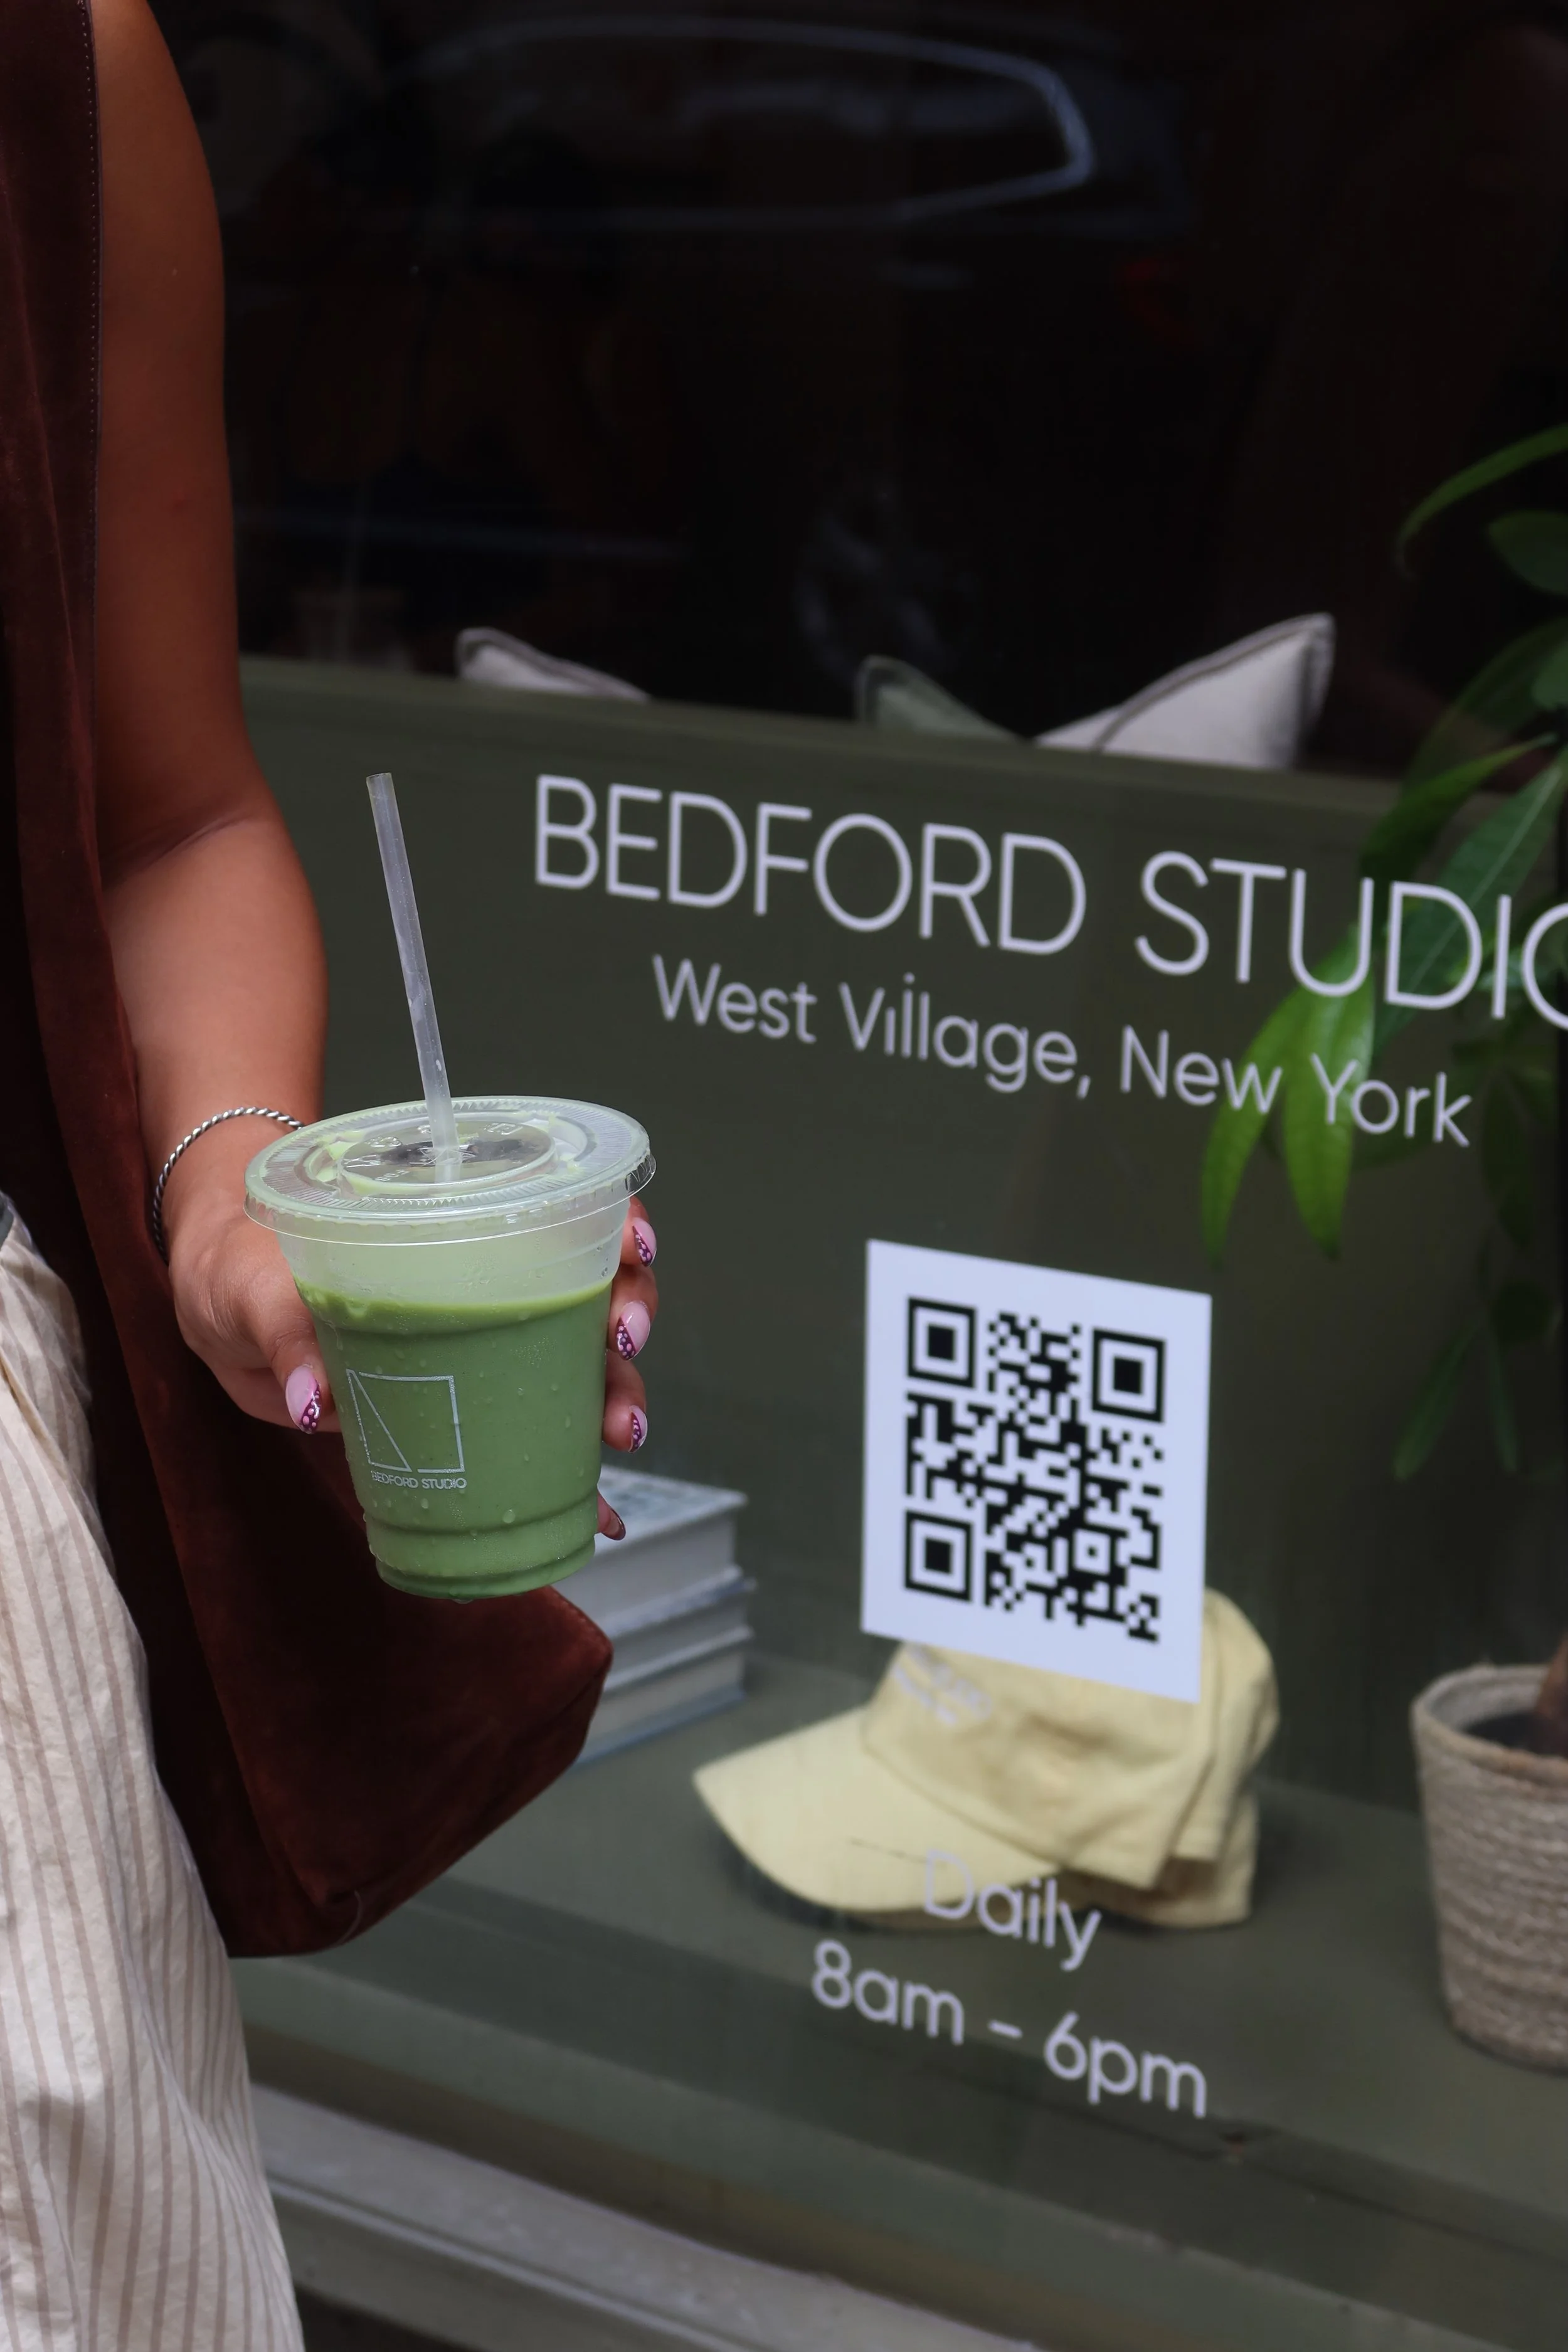 BEDFORD STUDIO
West Village, New York
BEDFORD STUDIO
Daily
8am – 6pm